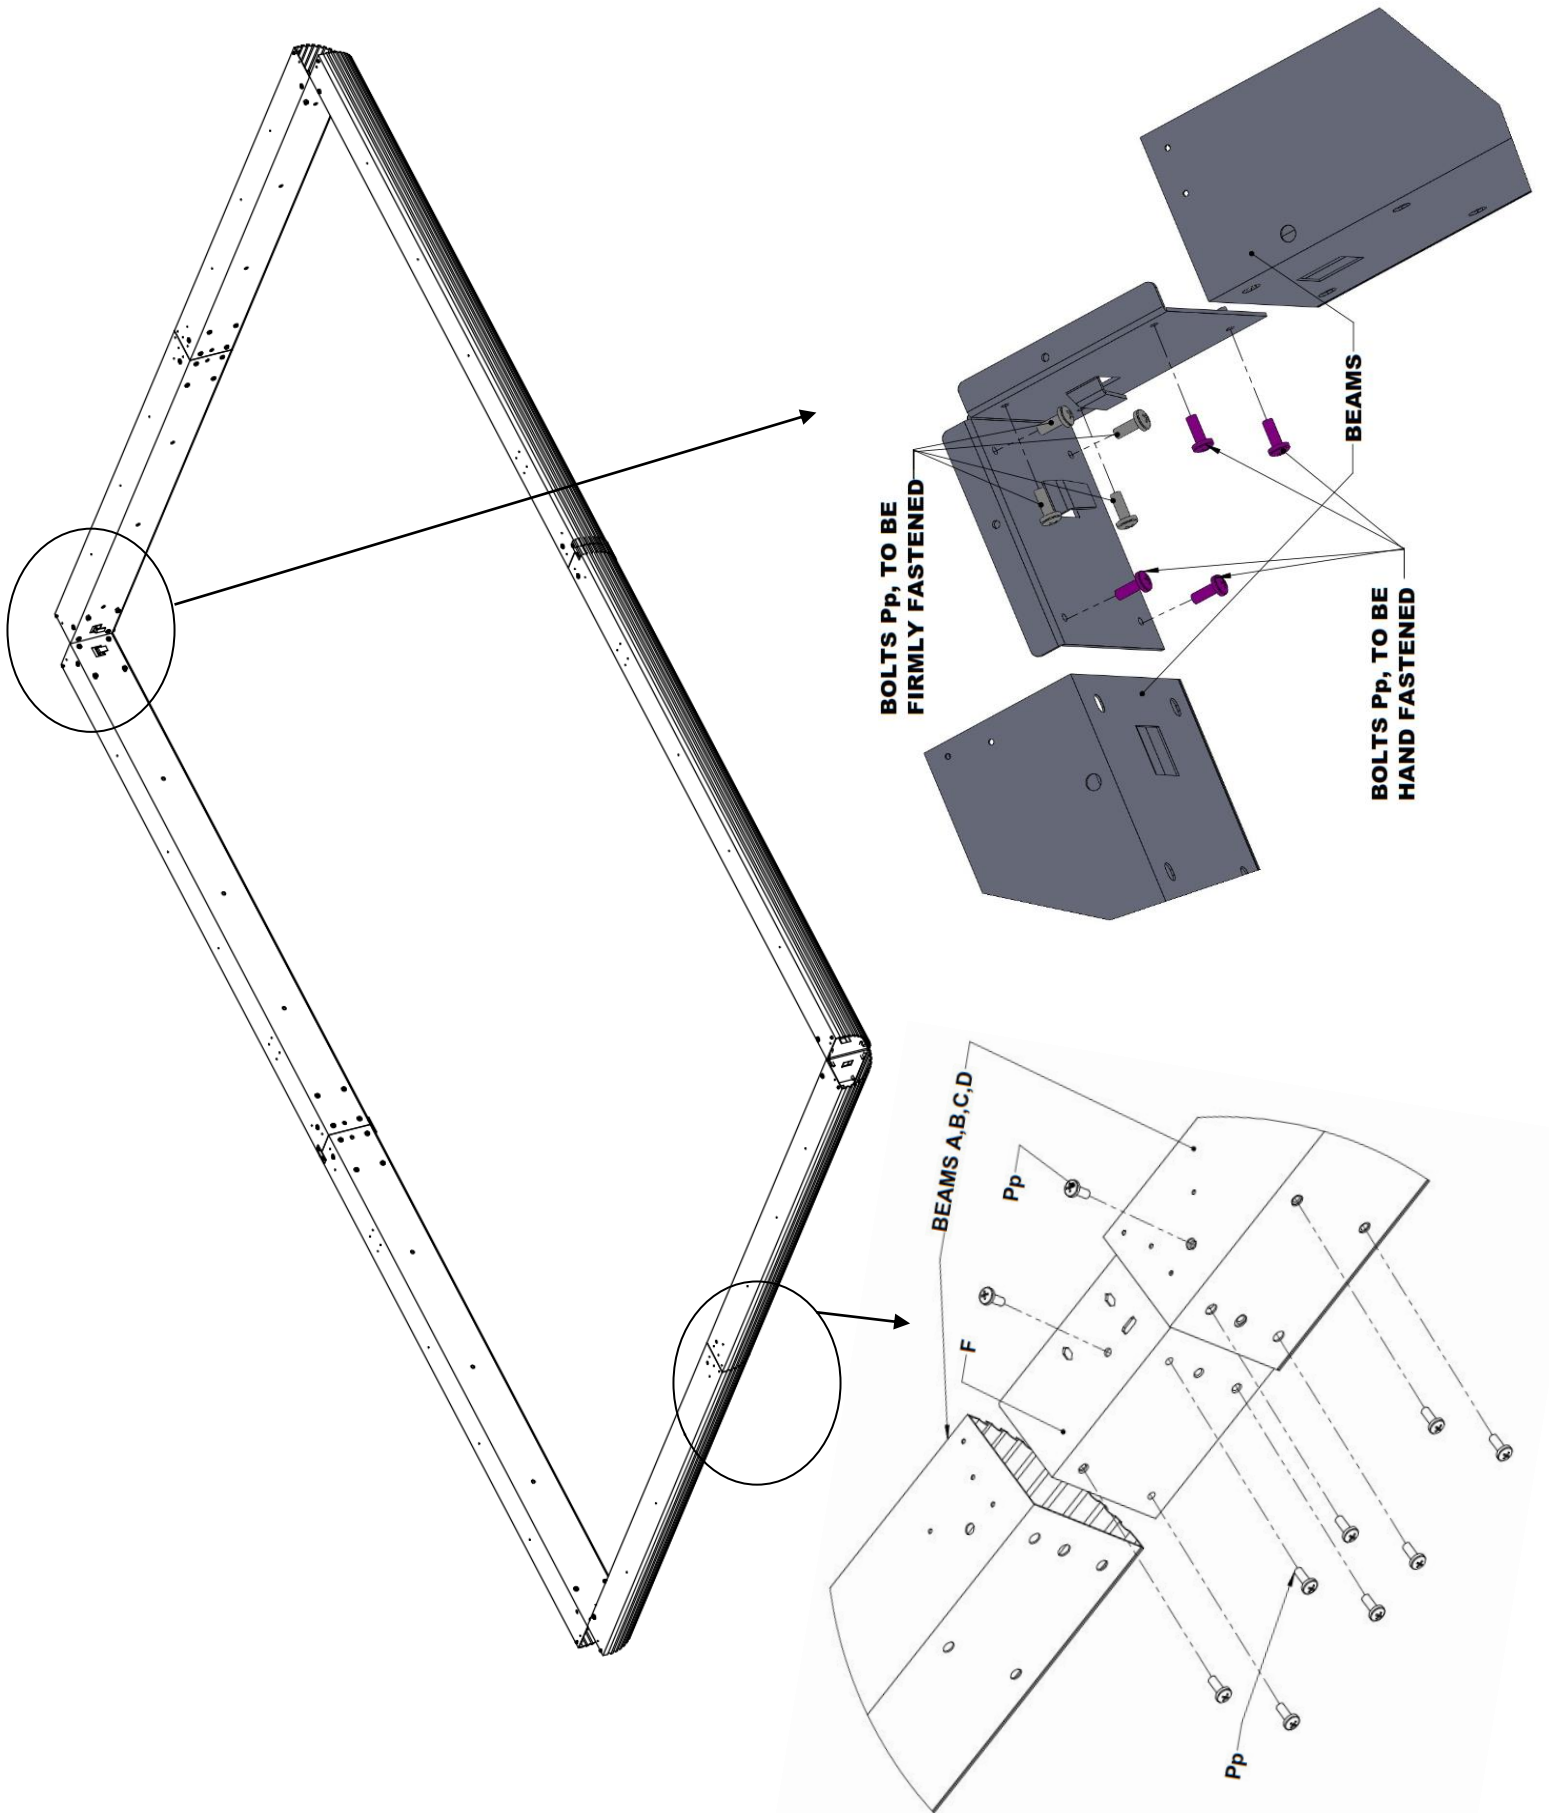 BOLTS Pp, TO BE
FIRMLY FASTENED
BEAMS
BOLTS Pp, TO BE
HAND FASTENED
BEAMS A,B,C,D
Pp
F
Pp